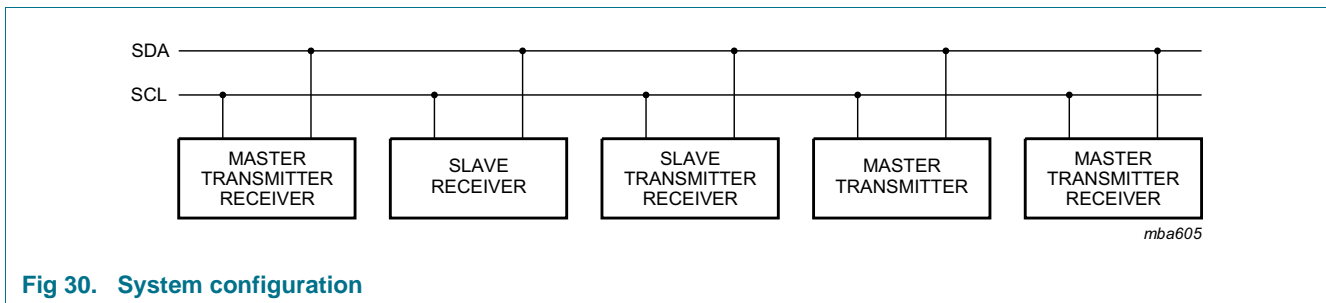 SDA
SCL
MASTER
TRANSMITTER
RECEIVER
SLAVE
RECEIVER
SLAVE
TRANSMITTER
RECEIVER
MASTER
TRANSMITTER
MASTER
TRANSMITTER
RECEIVER
mba605
Fig 30. System configuration